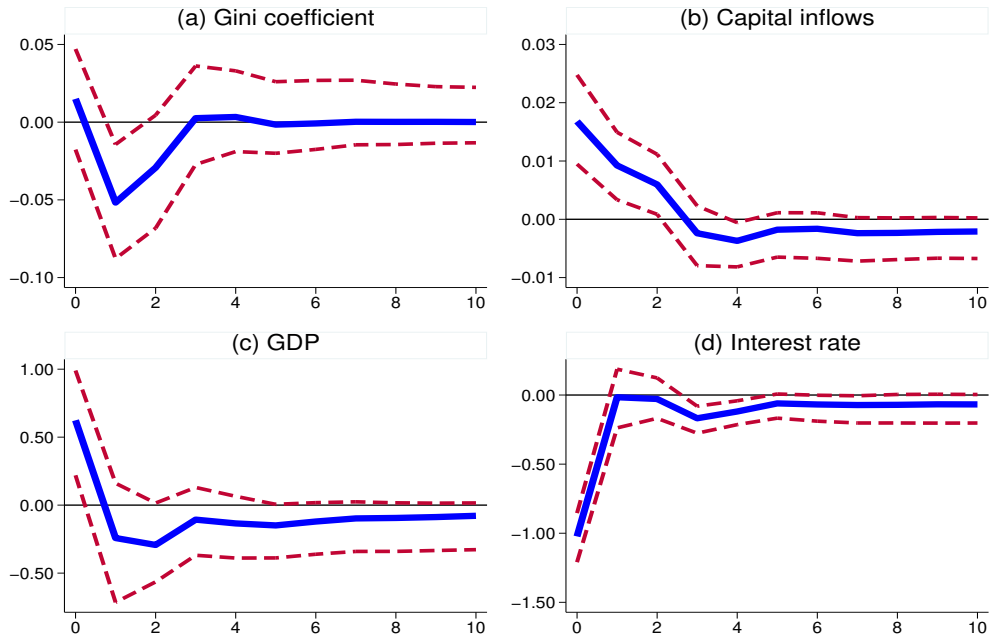 (a) Gini coefficient
0.05
0.00
−0.05
−0.10
0 2 4 6 8 10
(b) Capital inflows
0.03
0.02
0.01
0.00
−0.01
0 2 4 6 8 10
(c) GDP
1.00
0.50
0.00
−0.50
0 2 4 6 8 10
(d) Interest rate
0.00
−0.50
−1.00
−1.50
0 2 4 6 8 10